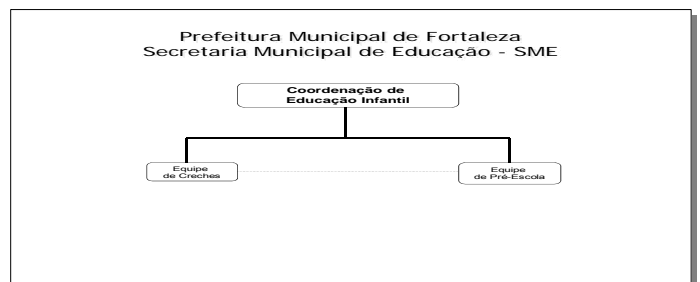 Prefeitura Municipal de Fortaleza
Secretaria Municipal de Educação - SME
Coordenação de
Educação Infantil
Equipe
de Creches
Equipe
de Pré-Escola